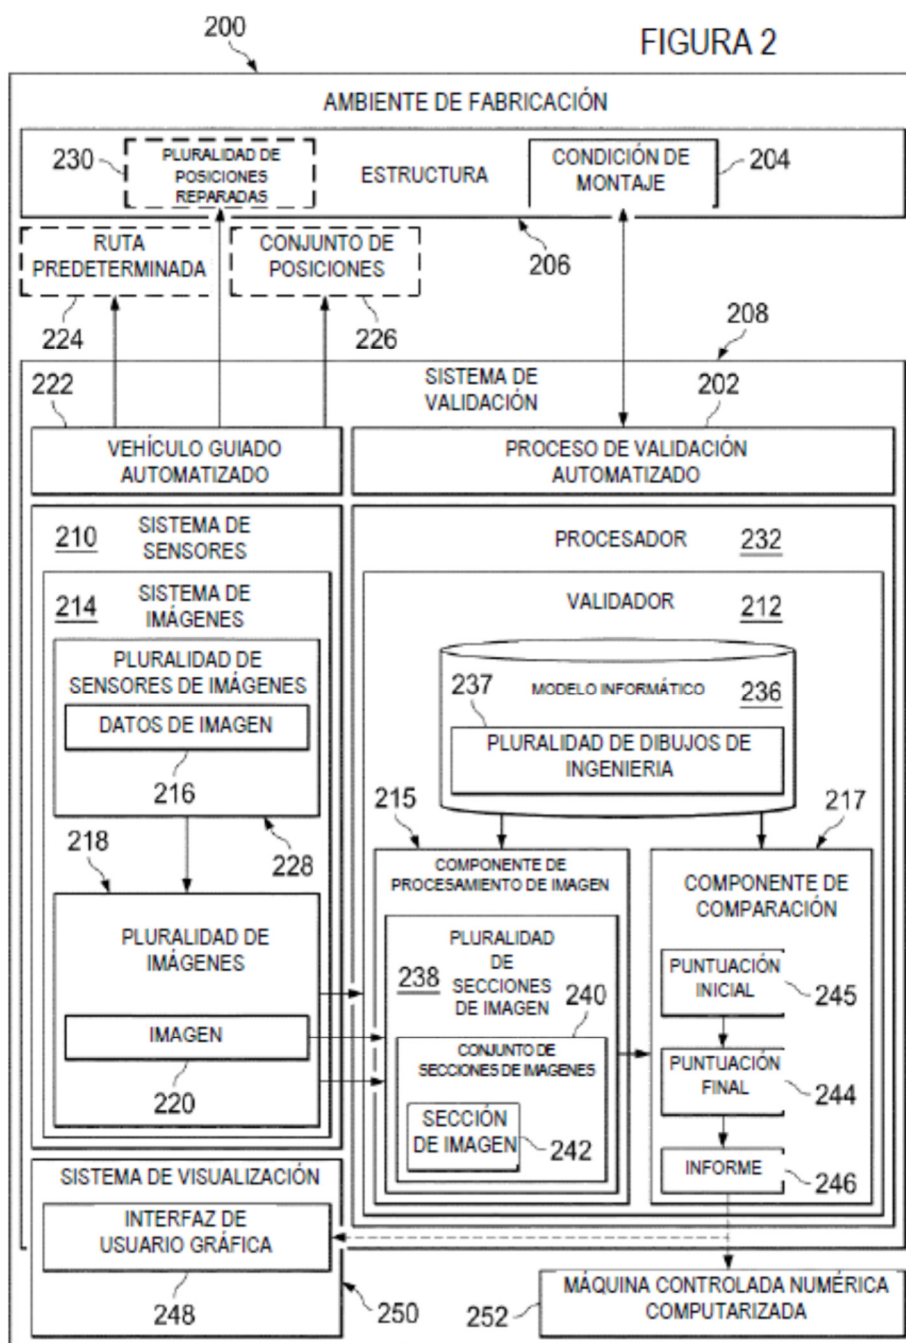 200
FIGURA 2
AMBIENTE DE FABRICACIÓN
230
PLURALIDAD DE
POSICIONES
REPARADAS
ESTRUCTURA
CONDICIÓN DE
MONTAJE
204
RUTA
PREDETERMINADA
CONJUNTO DE
POSICIONES
206
224
226
208
222
SISTEMA DE
VALIDACIÓN
202
VEHÍCULO GUIADO
AUTOMATIZADO
PROCESO DE VALIDACIÓN
AUTOMATIZADO
210
SISTEMA DE
SENSORES
PROCESADOR
232
214
SISTEMA DE
IMÁGENES
VALIDADOR
212
PLURALIDAD DE
SENSORES DE IMÁGENES
DATOS DE IMAGEN
216
228
237
MODELO INFORMÁTICO
236
PLURALIDAD DE DIBUJOS DE
INGENIERIA
215
217
218
PLURALIDAD DE
IMÁGENES
IMAGEN
220
COMPONENTE DE
PROCESAMIENTO DE IMAGEN
238
PLURALIDAD
DE
SECCIONES
DE IMAGEN
240
CONJUNTO DE
SECCIONES DE IMAGENES
SECCIÓN
DE IMAGEN
242
COMPONENTE DE
COMPARACIÓN
PUNTUACIÓN
INICIAL
245
PUNTUACIÓN
FINAL
244
INFORME
246
SISTEMA DE VISUALIZACIÓN
INTERFAZ DE
USUARIO GRÁFICA
248
250
252
MÁQUINA CONTROLADA NUMÉRICA
COMPUTARIZADA